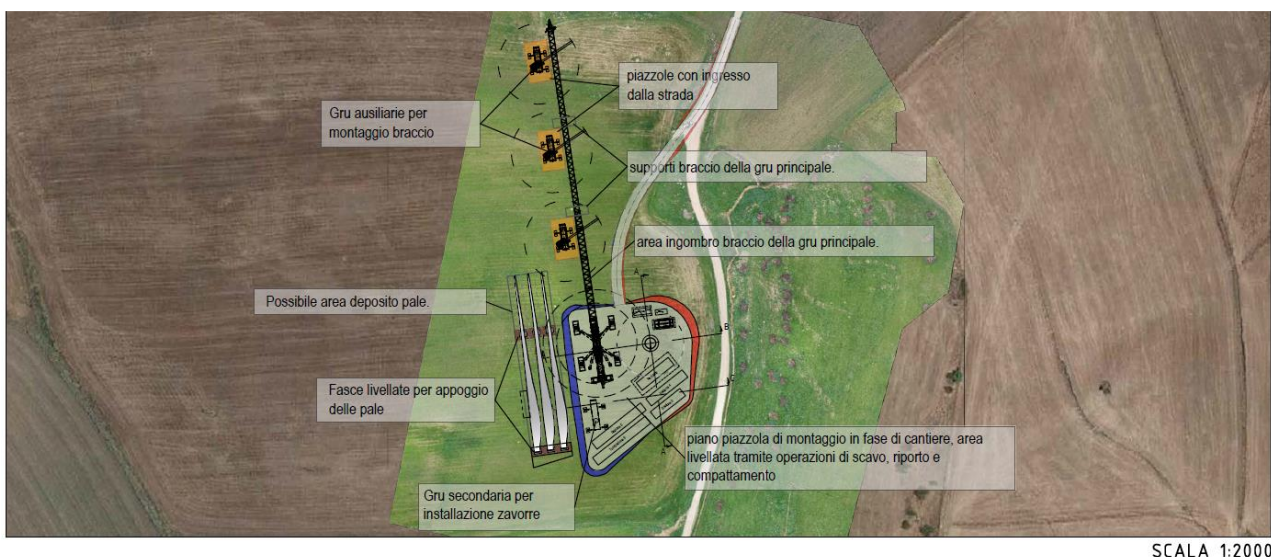 piazzole con ingresso
dalla strada
Gru ausiliarie per
montaggio braccio
supporti braccio della gru principale.
area ingombro braccio della gru principale.
Possibile area deposito pale.
A
B
Fasce livellate per appoggio
delle pale
C
piano piazzola di montaggio in fase di cantiere, area
livellata tramite operazioni di scavo, riporto e
compattamento
A
Gru secondaria per
installazione zavorre
SCALA 1:2000